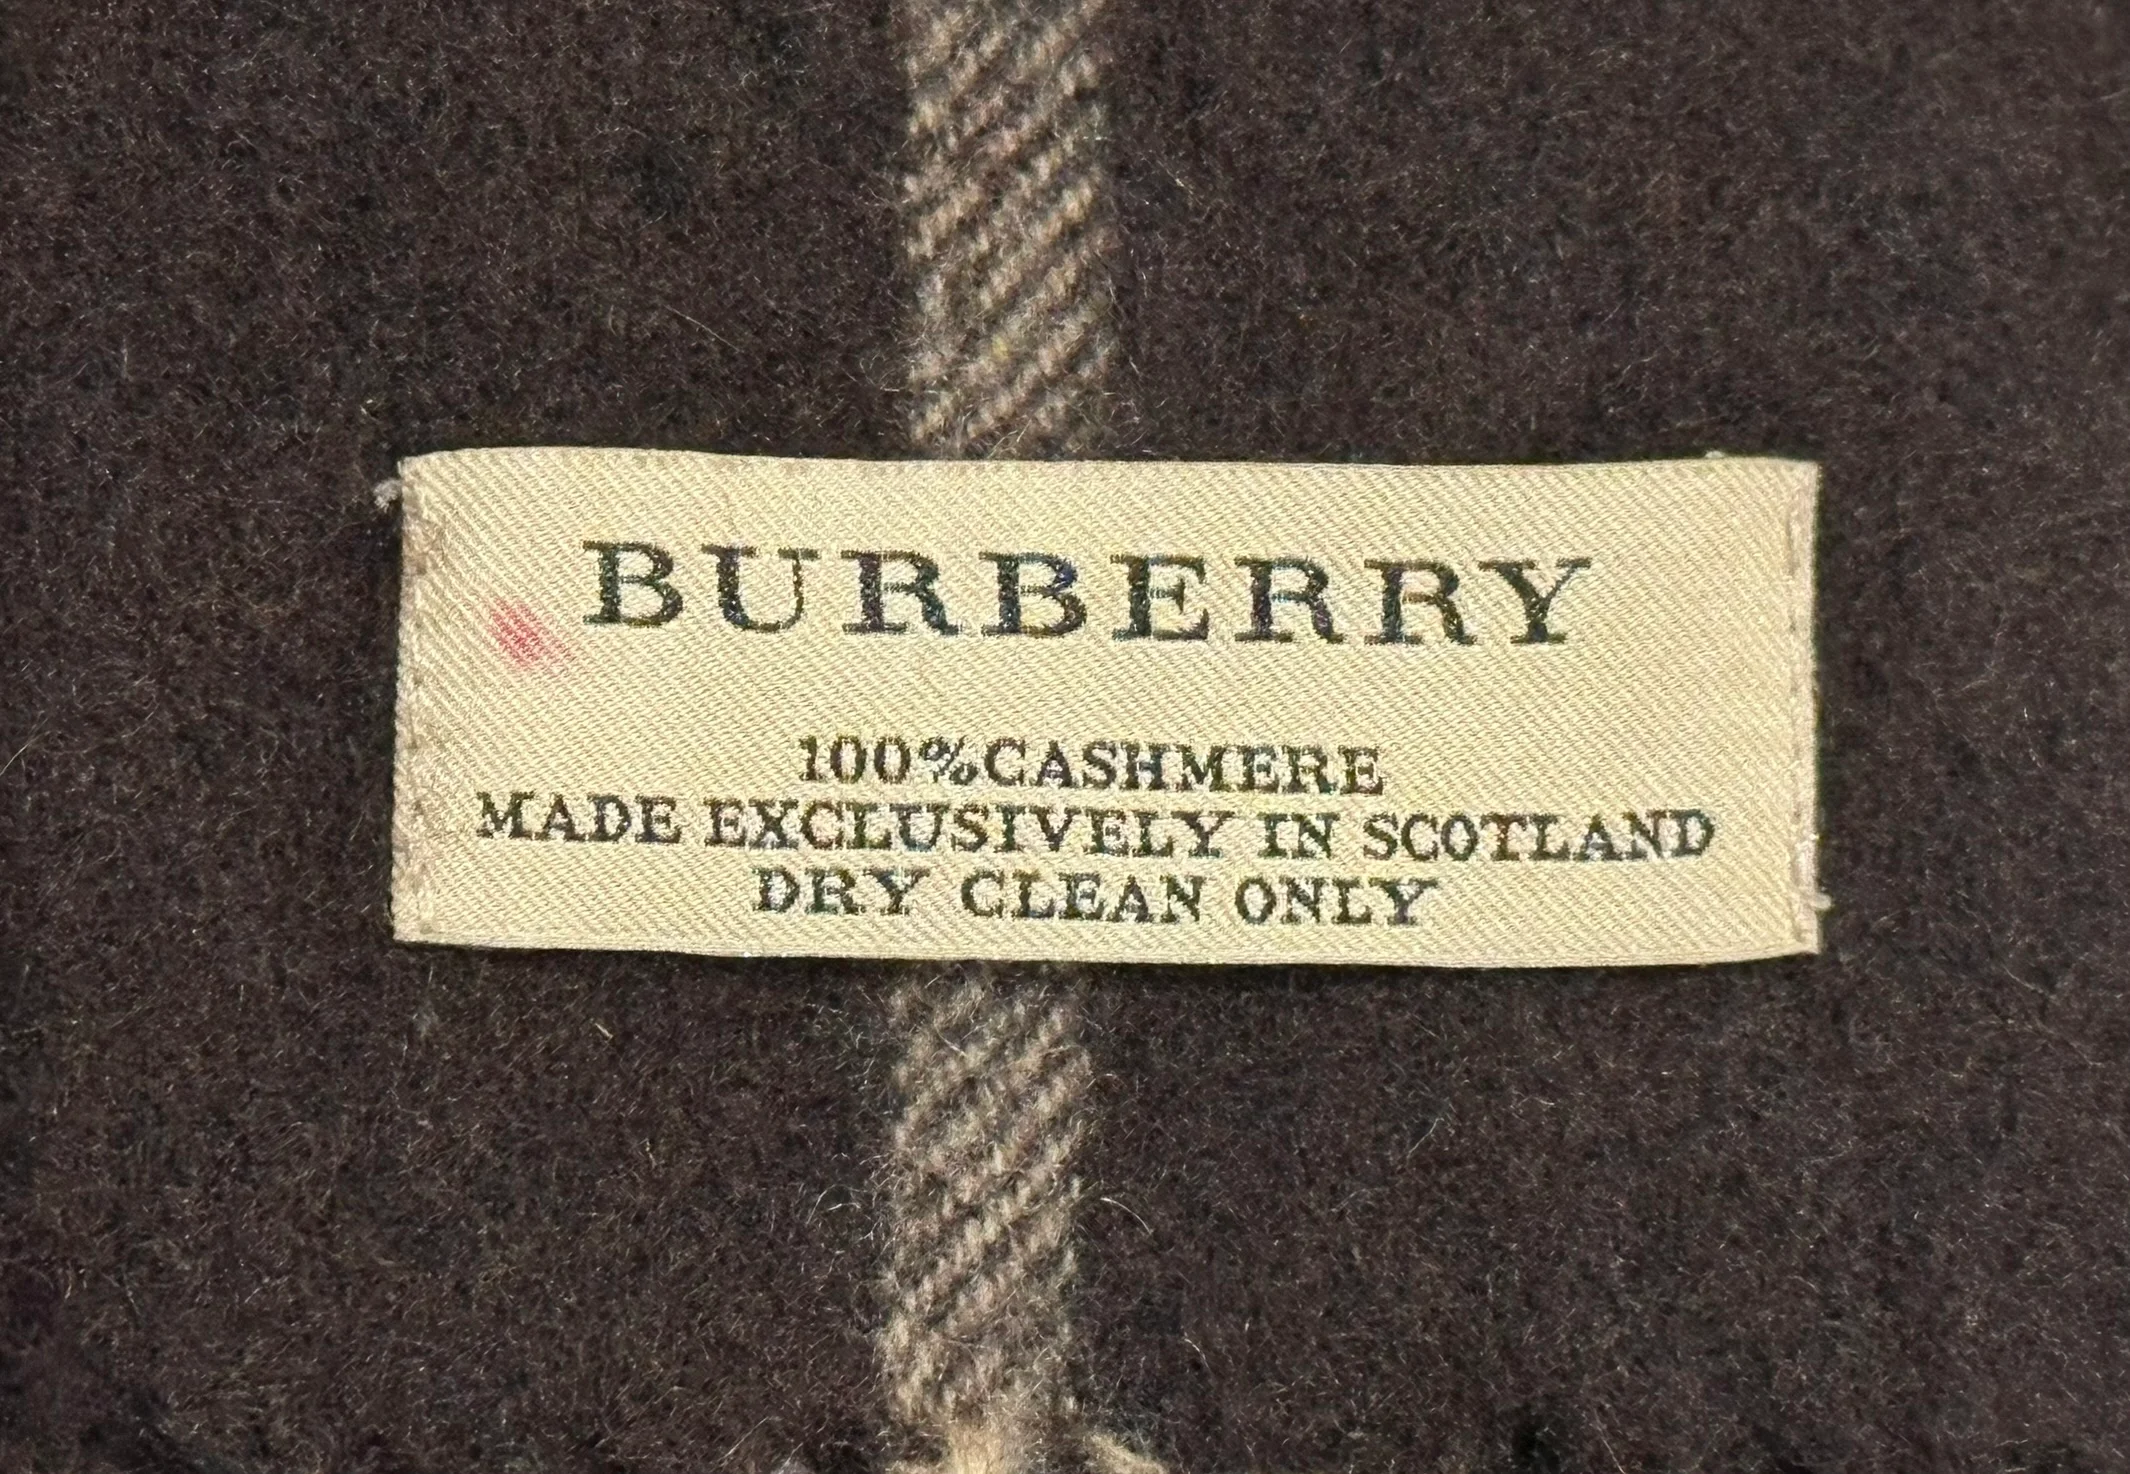 BURBERRY
100%CASHMERE
MADE EXCLUSIVELY IN SCOTLAND
DRY CLEAN ONLY